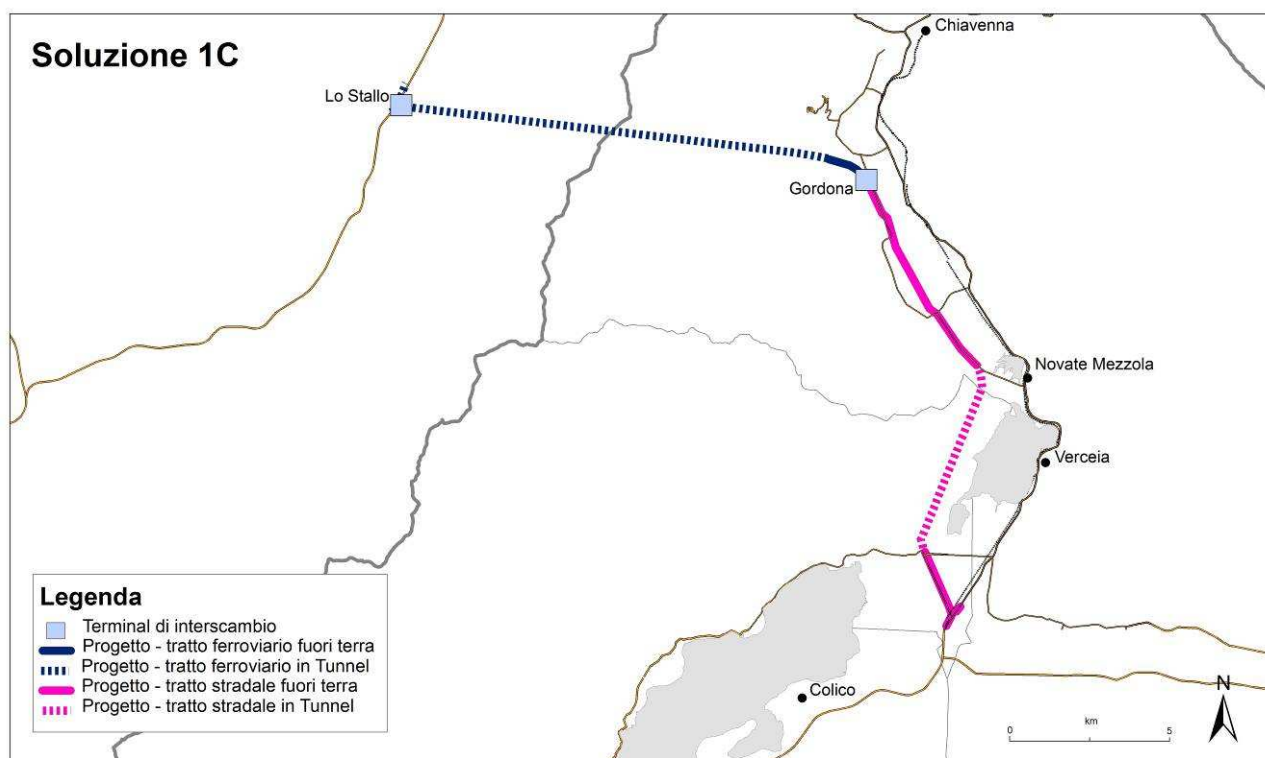 Soluzione 1C
Chiavenna
Lo Stallo
Gordona
Novate Mezzola
Verceia
Colico
Legenda
Terminal di interscambio
Progetto - tratto ferroviario fuori terra
Progetto - tratto ferroviario in Tunnel
Progetto - tratto stradale fuori terra
Progetto - tratto stradale in Tunnel
N
km
0 5